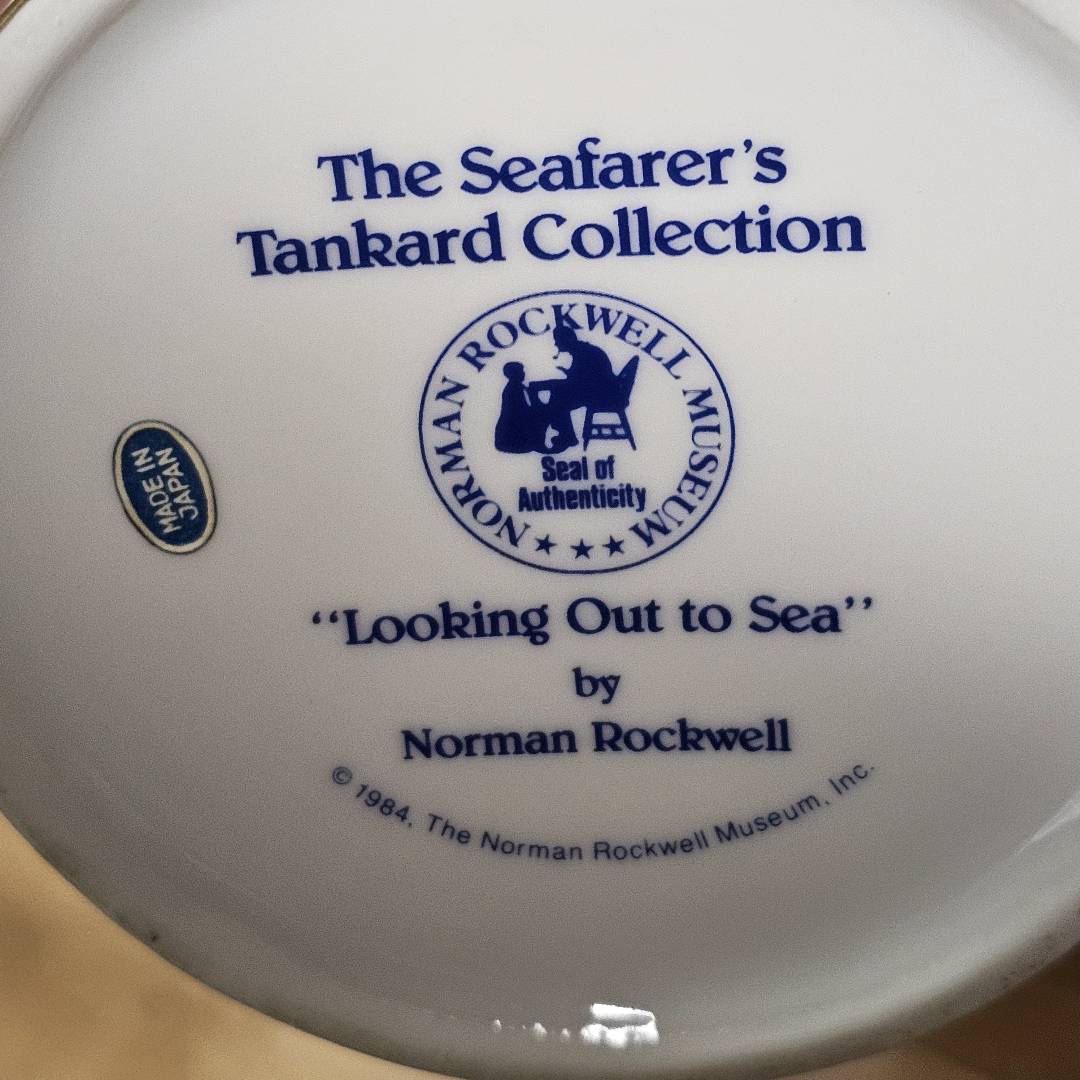 The Seafarer's
Tankard Collection
NORMAN ROCKWELL MUSEUM
Seal of
Authenticity
★ ★ ★
MADE IN
JAPAN
“Looking Out to Sea”
by
Norman Rockwell
© 1984, The Norman Rockwell Museum, Inc.